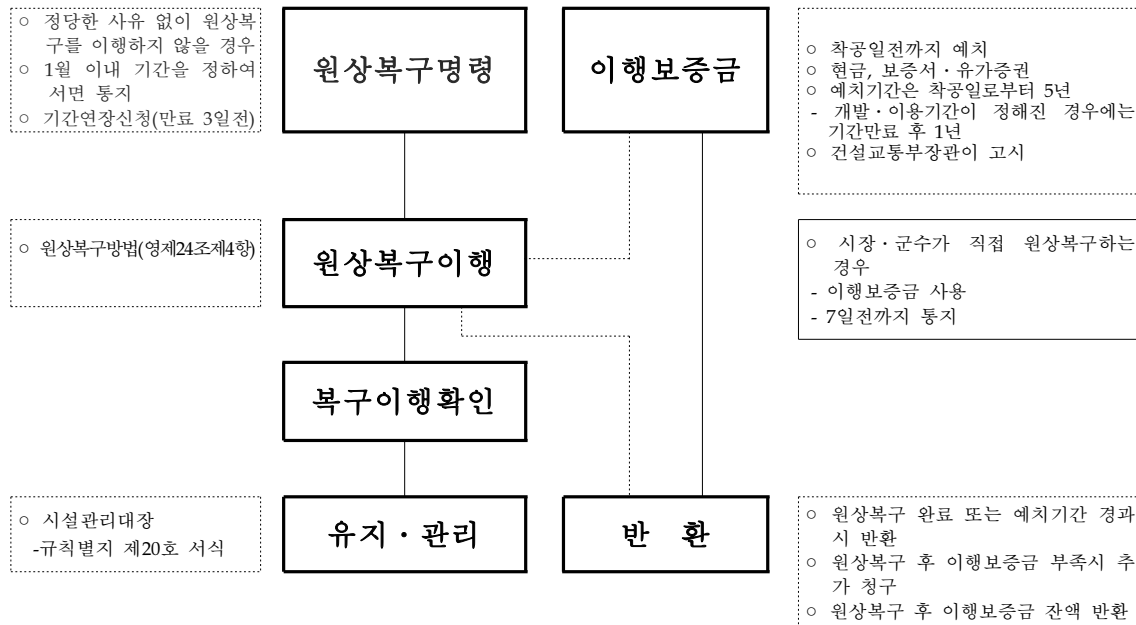 ○ 정당한 사유 없이 원상복
구를 이행하지 않을 경우
○ 1월 이내 기간을 정하여
서면 통지
○ 기간연장신청(만료 3일전)
원상복구명령
이행보증금
○ 착공일전까지 예치
○ 현금, 보증서·유가증권
○ 예치기간은 착공일로부터 5년
- 개발·이용기간이 정해진 경우에는
기간만료 후 1년
○ 건설교통부장관이 고시
○ 원상복구방법(영제24조제4항)
원상복구이행
○ 시장·군수가 직접 원상복구하는
경우
- 이행보증금 사용
- 7일전까지 통지
복구이행확인
○ 시설관리대장
-규칙별지 제20호 서식
유지·관리
반 환
○ 원상복구 완료 또는 예치기간 경과
시 반환
○ 원상복구 후 이행보증금 부족시 추
가 청구
○ 원상복구 후 이행보증금 잔액 반환